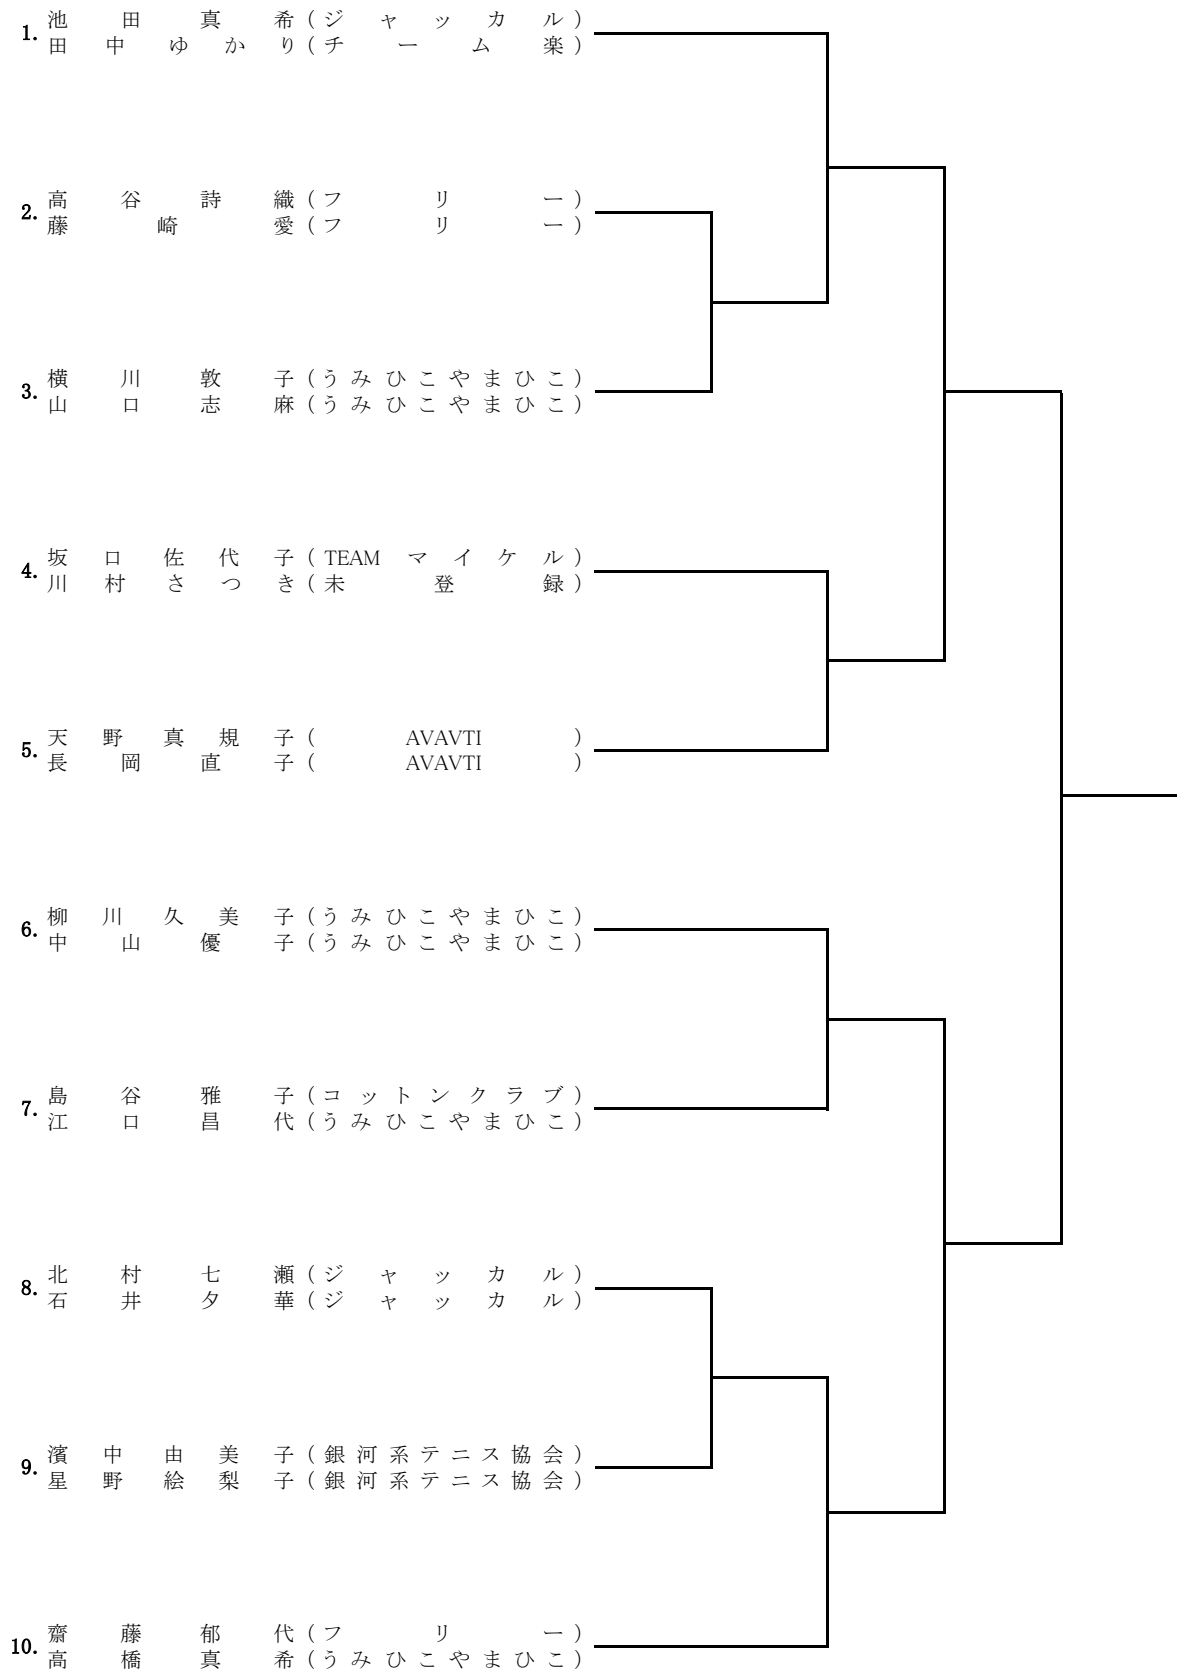 1. 池田真希(ジャッカル)
田中ゆかり(チーム楽)
2. 高谷詩織(フリー)
藤崎愛(フリー)
3. 横川敦子(うみひこやまひこ)
山口志麻(うみひこやまひこ)
4. 坂口佐代子(TEAMマイケル)
川村さつき(未登録)
5. 天野真規子(AVAVTI)
長岡直子(AVAVTI)
6. 柳川久美子(うみひこやまひこ)
中山優子(うみひこやまひこ)
7. 島谷雅子(コットンクラブ)
江口昌代(うみひこやまひこ)
8. 北村七瀬(ジャッカル)
石井夕華(ジャッカル)
9. 濱中由美子(銀河系テニス協会)
星野絵梨子(銀河系テニス協会)
10. 齋藤郁代(フリー)
高橋真希(うみひこやまひこ)